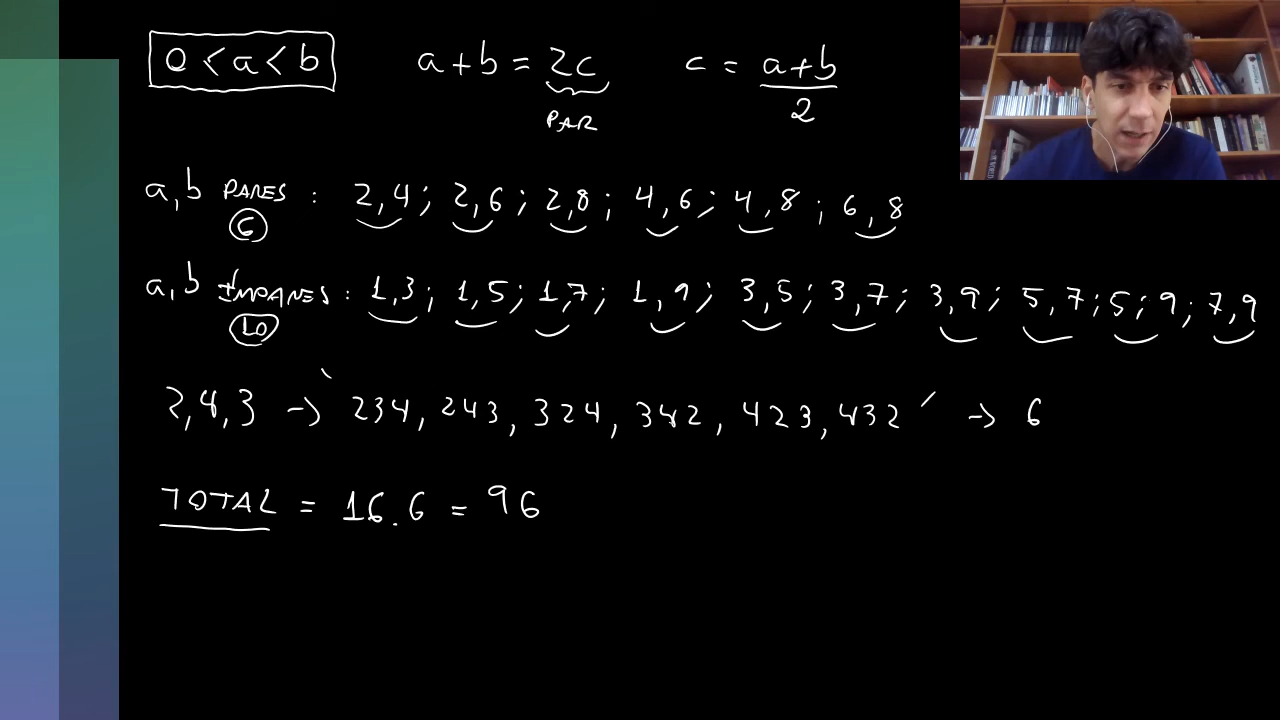 0 < a < b a + b = 2c c = a+b/2
PAR
a, b PARES : 2,4 ; 2,6 ; 2,8 ; 4,6 ; 4,8 ; 6,8
6
a, b ÍMPARES : 1,3 ; 1,5 ; 1,7 ; 1,9 ; 3,5 ; 3,7 ; 3,9 ; 5,7 ; 5,9 ; 7,9
10
2,4,3 -> 234, 243, 324, 342, 423, 432 -> 6
TOTAL = 16.6 = 96